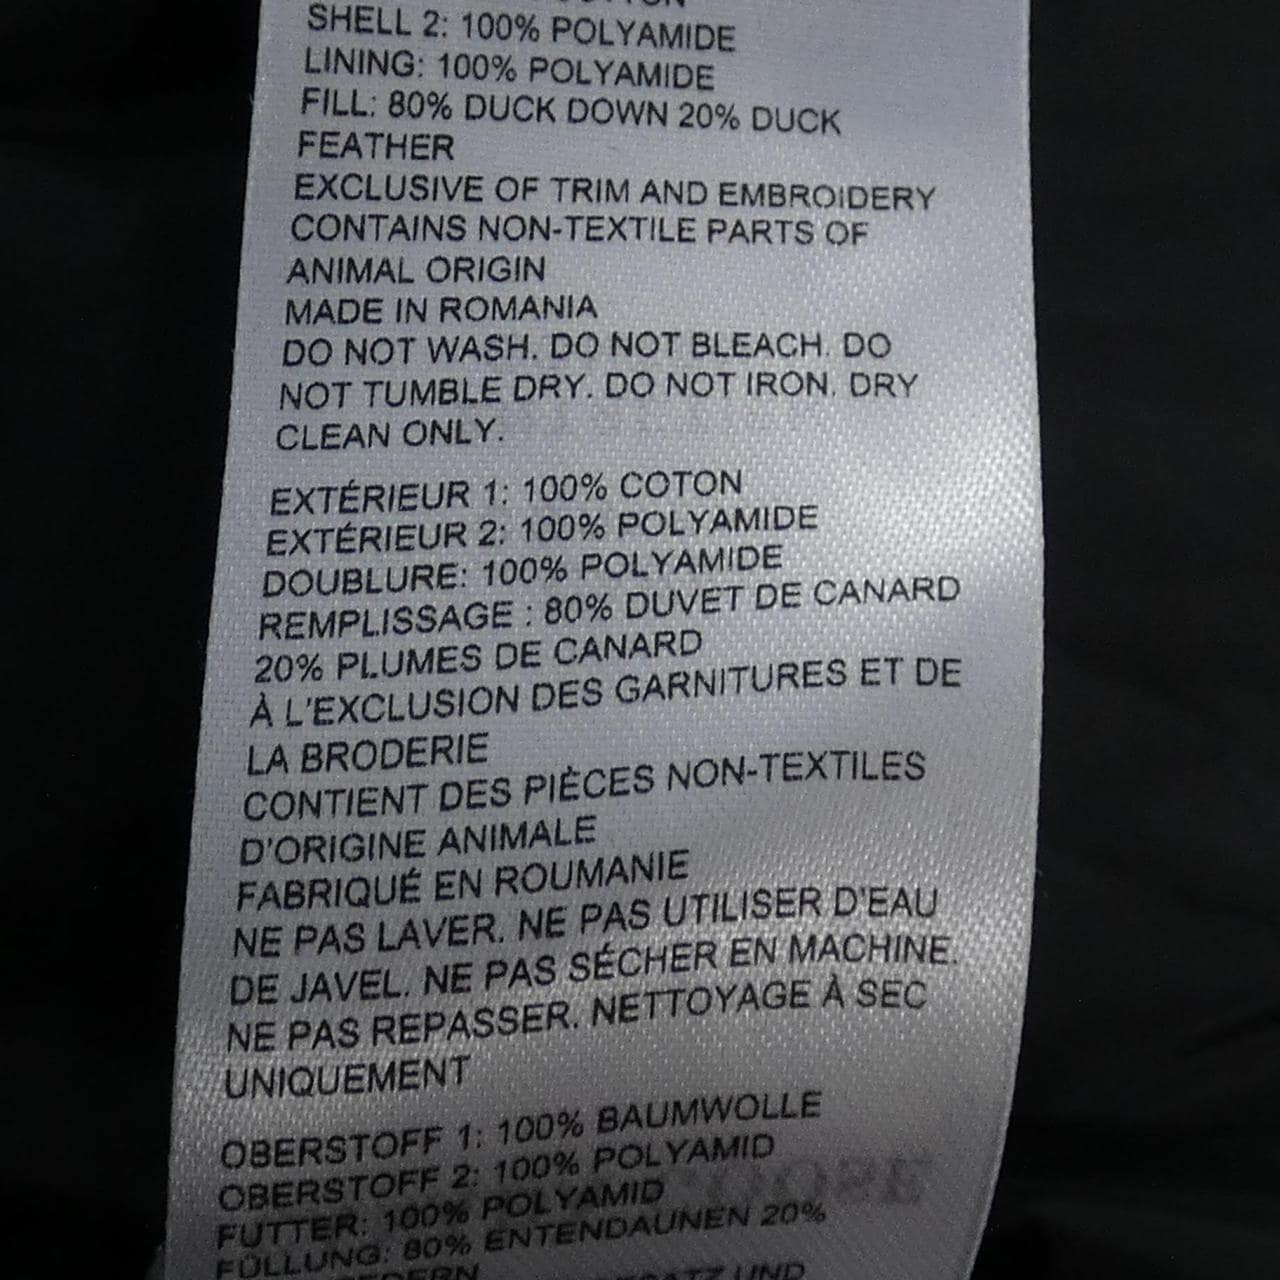 SHELL 2: 100% POLYAMIDE
LINING: 100% POLYAMIDE
FILL: 80% DUCK DOWN 20% DUCK
FEATHER
EXCLUSIVE OF TRIM AND EMBROIDERY
CONTAINS NON-TEXTILE PARTS OF
ANIMAL ORIGIN
MADE IN ROMANIA
DO NOT WASH. DO NOT BLEACH. DO
NOT TUMBLE DRY. DO NOT IRON. DRY
CLEAN ONLY.
EXTÉRIEUR 1: 100% COTON
EXTÉRIEUR 2: 100% POLYAMIDE
DOUBLURE: 100% POLYAMIDE
REMPLISSAGE : 80% DUVET DE CANARD
20% PLUMES DE CANARD
À L'EXCLUSION DES GARNITURES ET DE
LA BRODERIE
CONTIENT DES PIÈCES NON-TEXTILES
D'ORIGINE ANIMALE
FABRIQUÉ EN ROUMANIE
NE PAS LAVER. NE PAS UTILISER D'EAU
DE JAVEL. NE PAS SÉCHER EN MACHINE.
NE PAS REPASSER. NETTOYAGE À SEC
UNIQUEMENT
OBERSTOFF 1: 100% BAUMWOLLE
OBERSTOFF 2: 100% POLYAMID
FUTTER: 100% POLYAMID
FÜLLUNG: 80% ENTENDAUNEN 20%
UND